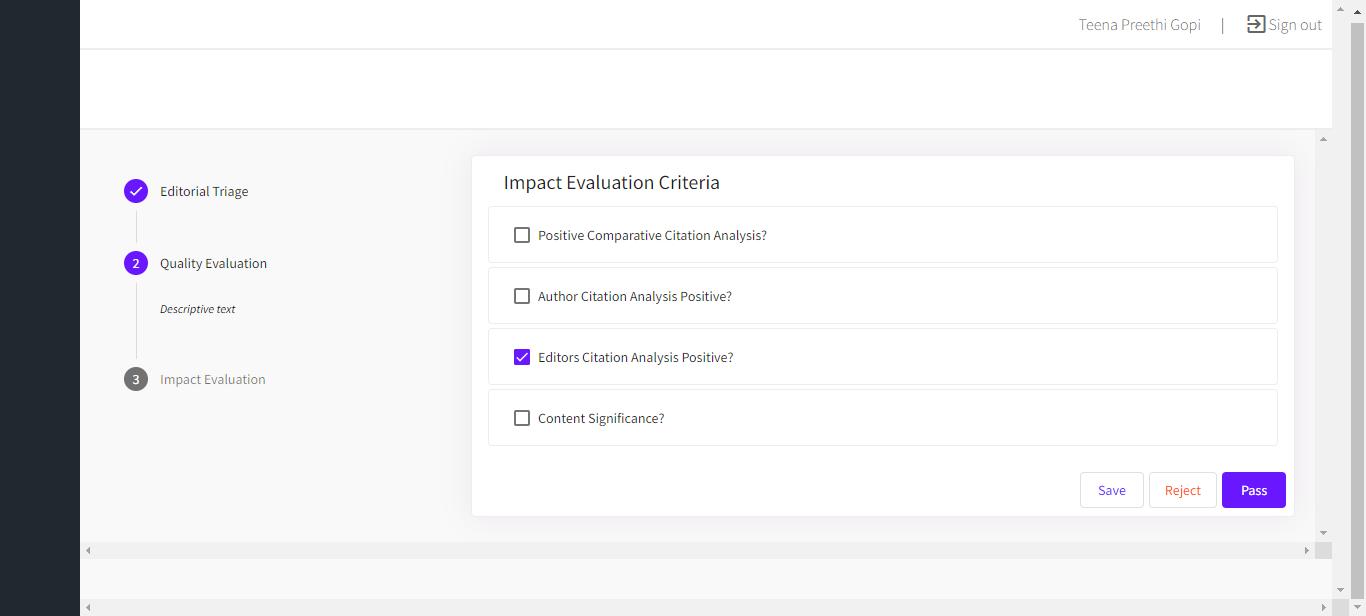 Teena Preethi Gopi | Sign out
Editorial Triage
2 Quality Evaluation
Descriptive text
3 Impact Evaluation
Impact Evaluation Criteria
Positive Comparative Citation Analysis?
Author Citation Analysis Positive?
Editors Citation Analysis Positive?
Content Significance?
Save Reject Pass